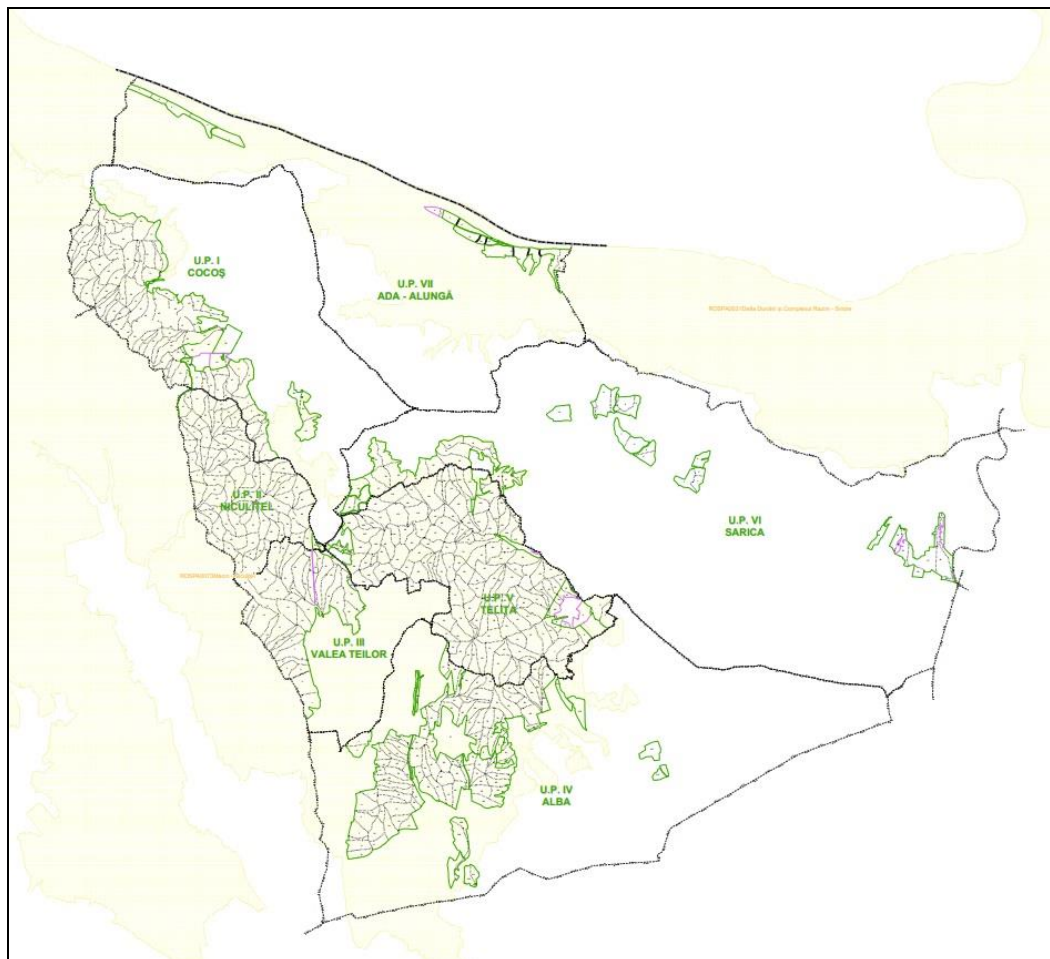 U.P. I
COCOŞ
U.P. VII
ADA - ALUNGĂ
U.P. II -
NICULIŢEL
U.P. VI
SARICA
U.P. V
TELIŢA
U.P. III
VALEA TEILOR
U.P. IV
ALBA